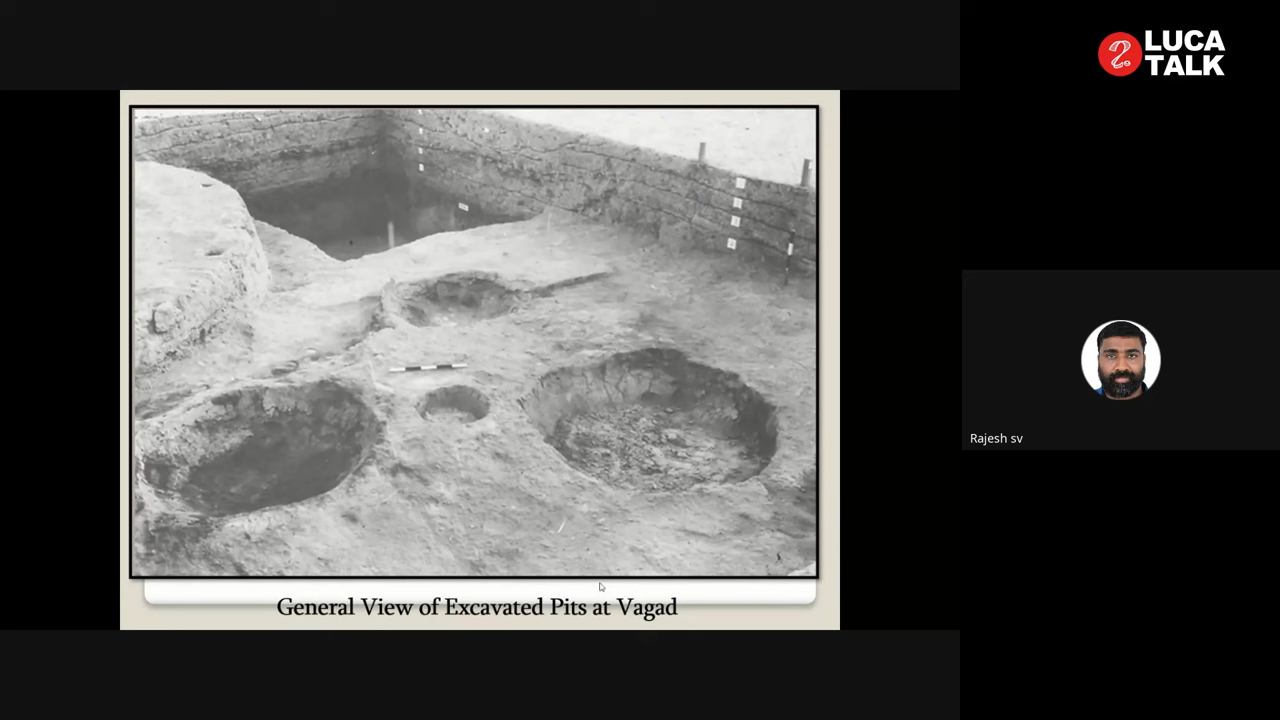 LUCA
TALK
General View of Excavated Pits at Vagad
Rajesh sv